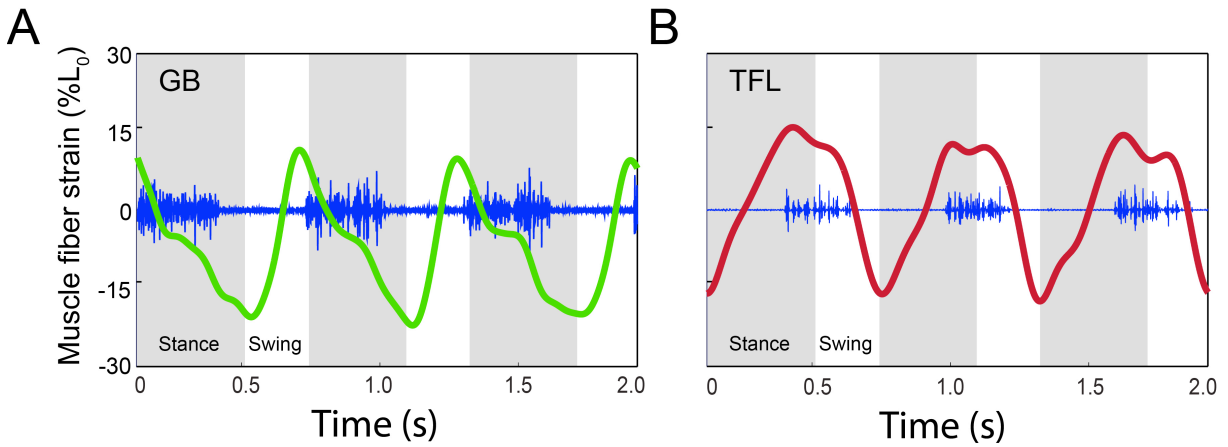 A
B
Muscle fiber strain (%L₀)
30
15
0
-15
-30
GB
Stance
Swing
0
0.5
1.0
1.5
2.0
Time (s)
TFL
Stance
Swing
0
0.5
1.0
1.5
2.0
Time (s)